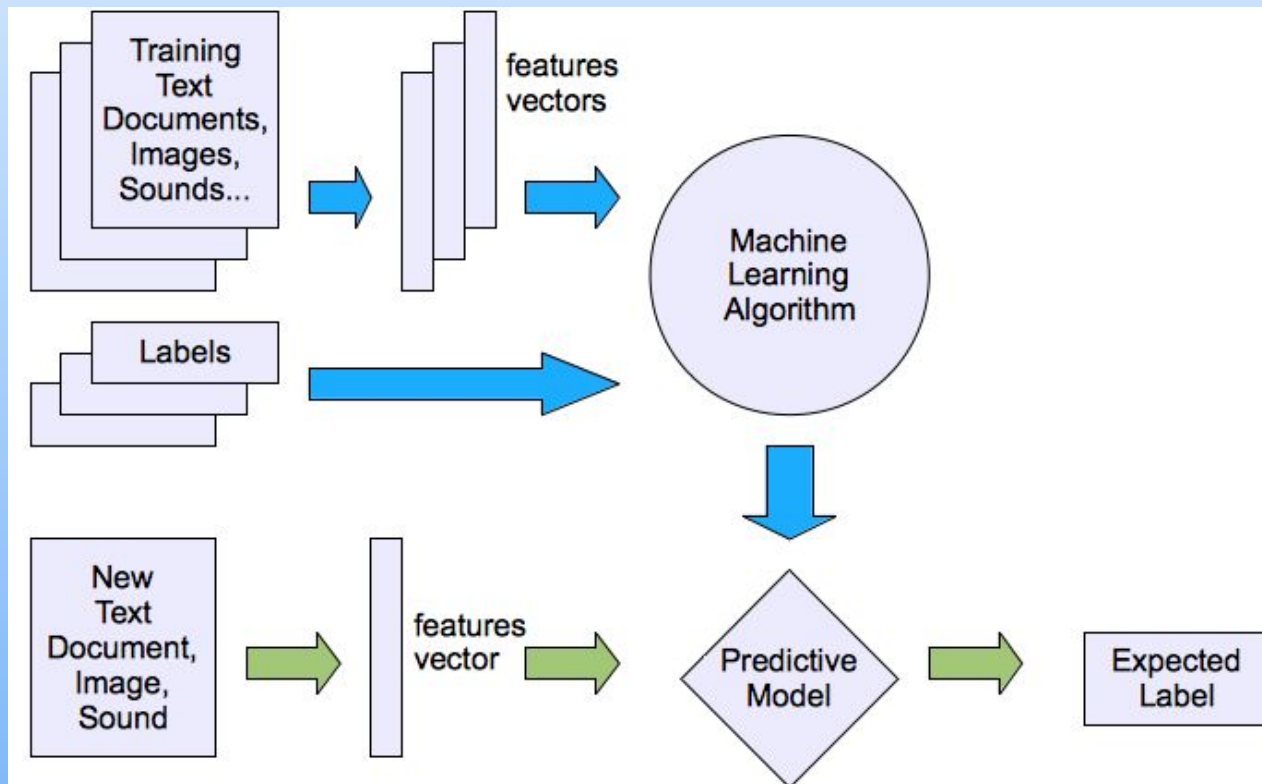 Training
Text
Documents,
Images,
Sounds...
features
vectors
Machine
Learning
Algorithm
Labels
New
Text
Document,
Image,
Sound
features
vector
Predictive
Model
Expected
Label